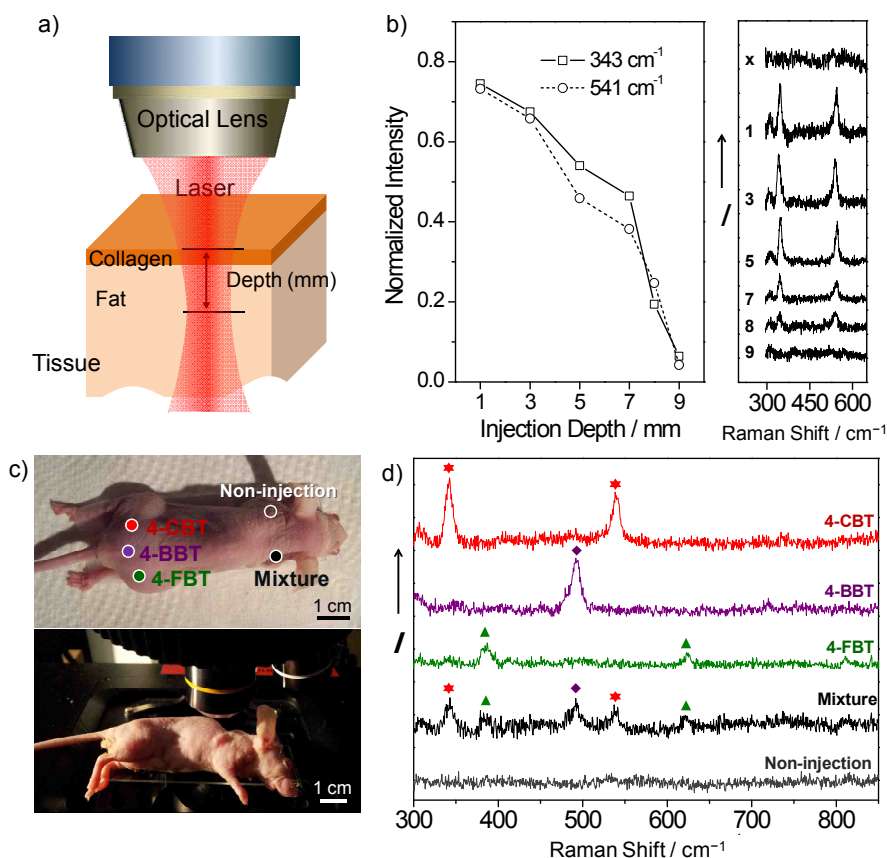 a)
Optical Lens
Laser
Collagen
Depth (mm)
Fat
Tissue
b)
Normalized Intensity
0.8
0.6
0.4
0.2
0.0
343 cm⁻¹
541 cm⁻¹
1 3 5 7 9
Injection Depth / mm
I
x
1
3
5
7
8
9
300 450 600
Raman Shift / cm⁻¹
c)
Non-injection
4-CBT
4-BBT
4-FBT
Mixture
1 cm
1 cm
d)
I
4-CBT
4-BBT
4-FBT
Mixture
Non-injection
300 400 500 600 700 800
Raman Shift / cm⁻¹